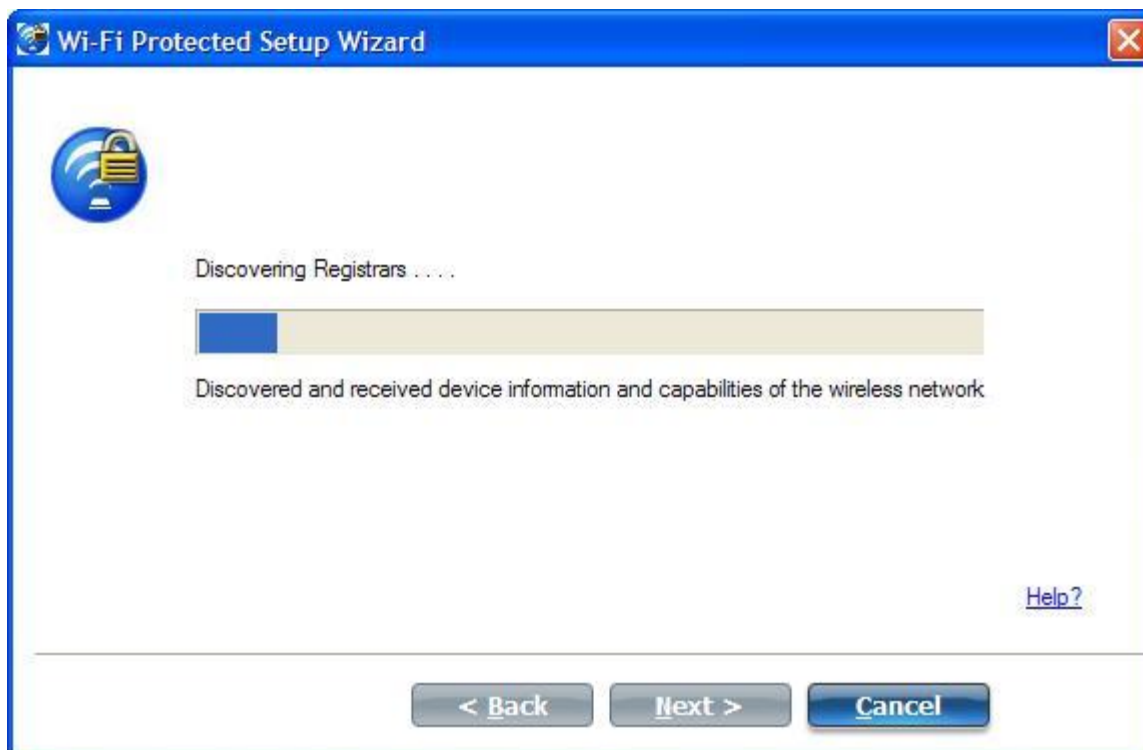 Wi-Fi Protected Setup Wizard
Discovering Registrars . . . .
Discovered and received device information and capabilities of the wireless network
Help?
< Back Next > Cancel